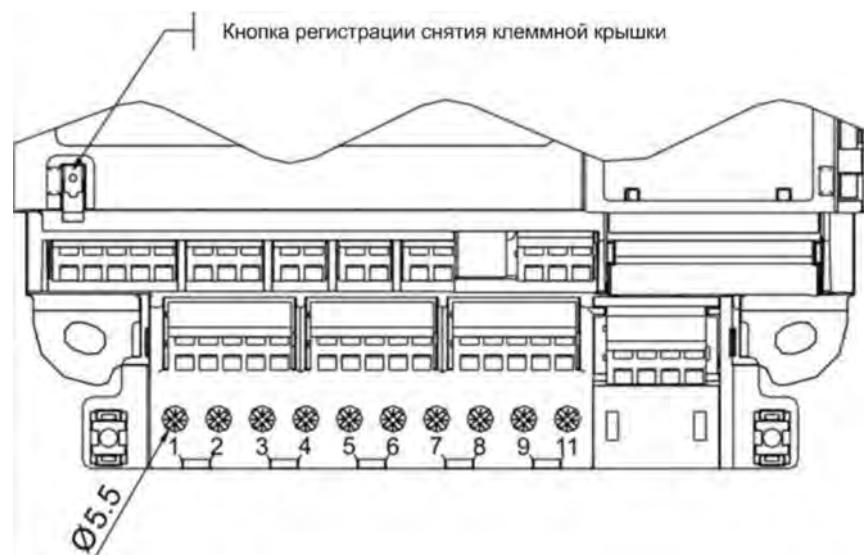 Кнопка регистрации снятия клеммной крышки
1 2 3 4 5 6 7 8 9 11
Ø5.5